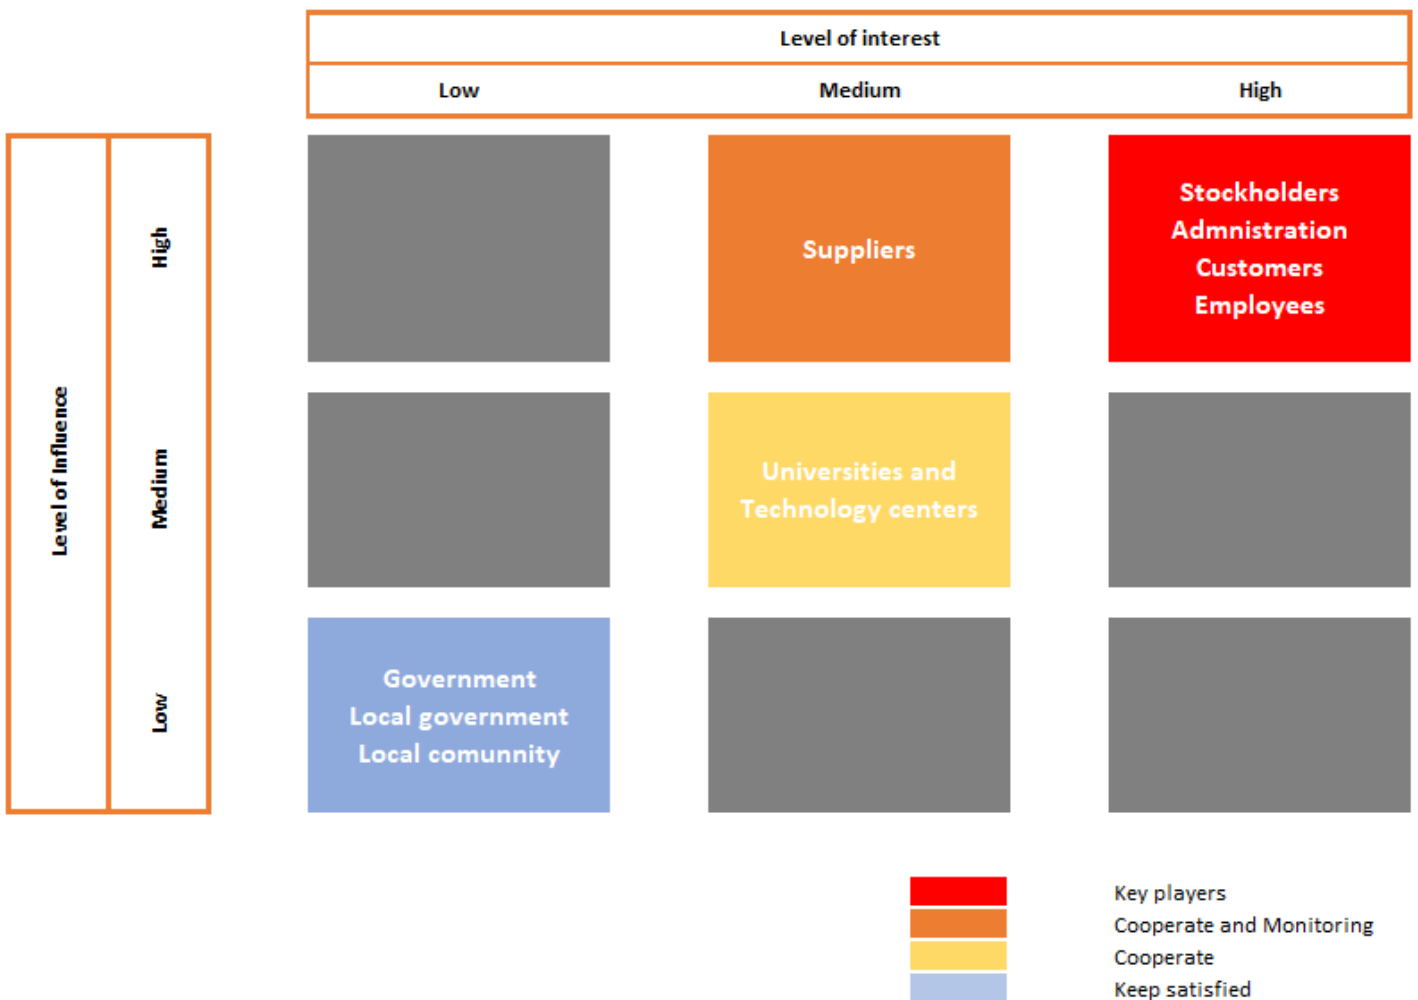 Level of interest
Low Medium High
Level of Influence
High
Medium
Low
Suppliers
Stockholders
Admnistration
Customers
Employees
Universities and
Technology centers
Government
Local government
Local comunnity
Key players
Cooperate and Monitoring
Cooperate
Keep satisfied